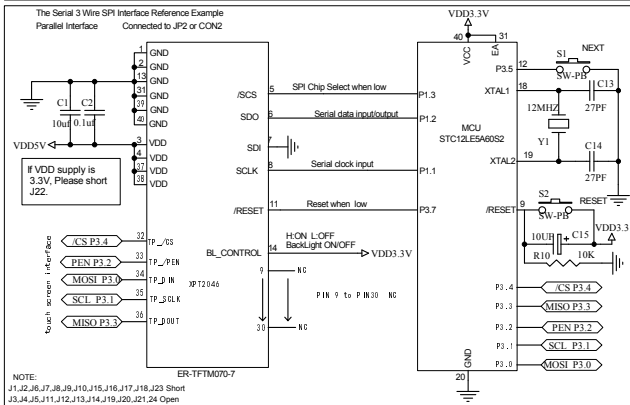 The Serial 3 Wire SPI Interface Reference Example
Parallel Interface Connected to JP2 or CON2
VDD3.3V
40 31
VCC EA
S1 NEXT
P3.5 12
SW-PB
XTAL1 18
C13
27PF
12MHZ
Y1
C14
27PF
XTAL2 19
MCU
STC12LE5A60S2
S2 RESET
/RESET 9
SW-PB
VDD3.3
10UF + C15
R10 10K
1 GND
2 GND
13 GND
31 GND
39 GND
40 GND
C1 C2
10uf 0.1uf
VDD5V
3 VDD
4 VDD
37 VDD
38 VDD
If VDD supply is
3.3V, Please short
J22.
/SCS 5 SPI Chip Select when low P1.3
SDO 6 Serial data input/output P1.2
SDI 7
SCLK 8 Serial clock input P1.1
/RESET 11 Reset when low P3.7
H:ON L:OFF
BL_CONTROL 14 BackLight ON/OFF VDD3.3V
9 NC
PIN 9 to PIN30 NC
30 NC
touch screen interface
/CS P3.4 32 TP_/CS
PEN P3.2 33 TP_/PEN
MOSI P3.0 34 TP_DIN
SCL P3.1 35 TP_SCLK
MISO P3.3 36 TP_DOUT
XPT2046
ER-TFTM070-7
P3.4 /CS P3.4
P3.3 MISO P3.3
P3.2 PEN P3.2
P3.1 SCL P3.1
P3.0 MOSI P3.0
GND
20
NOTE:
J1,J2,J6,J7,J8,J9,J10,J15,J16,J17,J18,J23 Short
J3,J4,J5,J11,J12,J13,J14,J19,J20,J21,24 Open